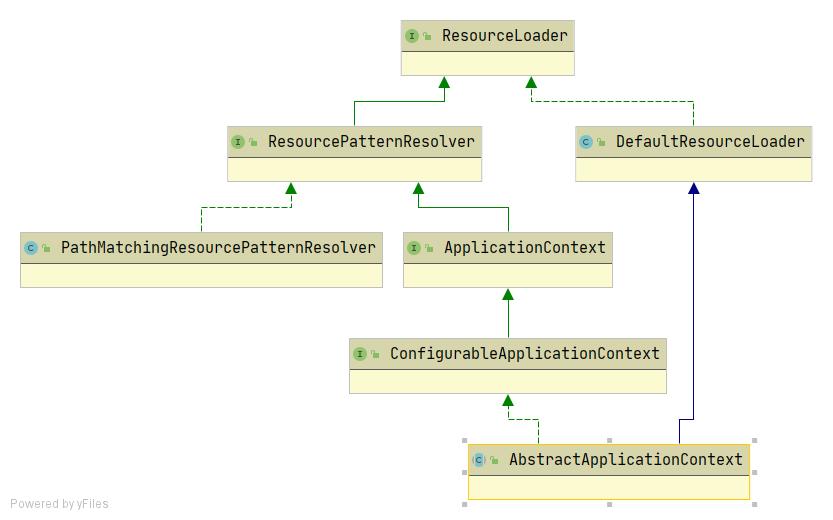 I ResourceLoader
I ResourcePatternResolver
C DefaultResourceLoader
C PathMatchingResourcePatternResolver
I ApplicationContext
I ConfigurableApplicationContext
C AbstractApplicationContext
Powered by yFiles